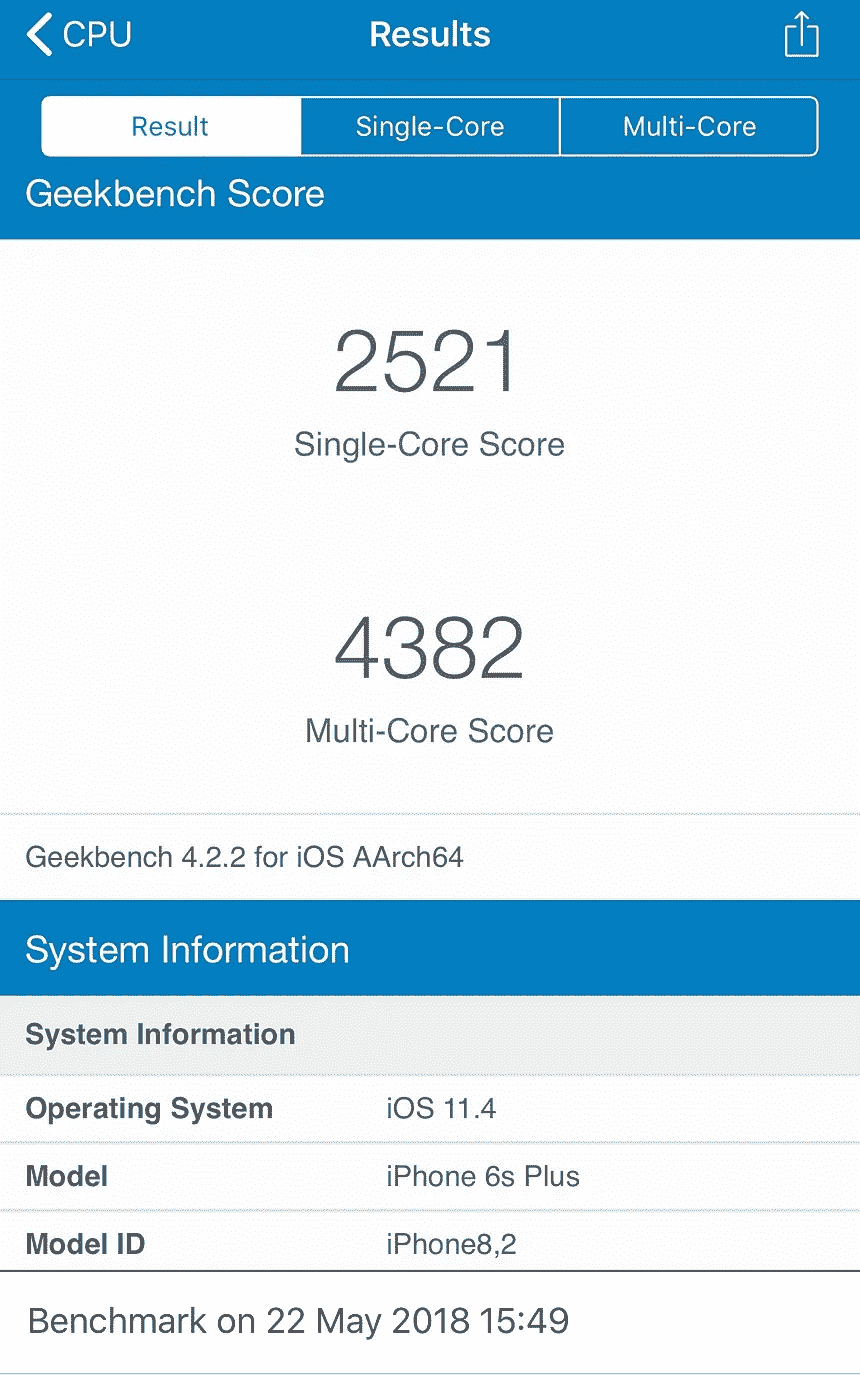 CPU
Results
Result
Single-Core
Multi-Core
Geekbench Score
2521
Single-Core Score
4382
Multi-Core Score
Geekbench 4.2.2 for iOS AArch64
System Information
System Information
Operating System iOS 11.4
Model iPhone 6s Plus
Model ID iPhone8,2
Benchmark on 22 May 2018 15:49